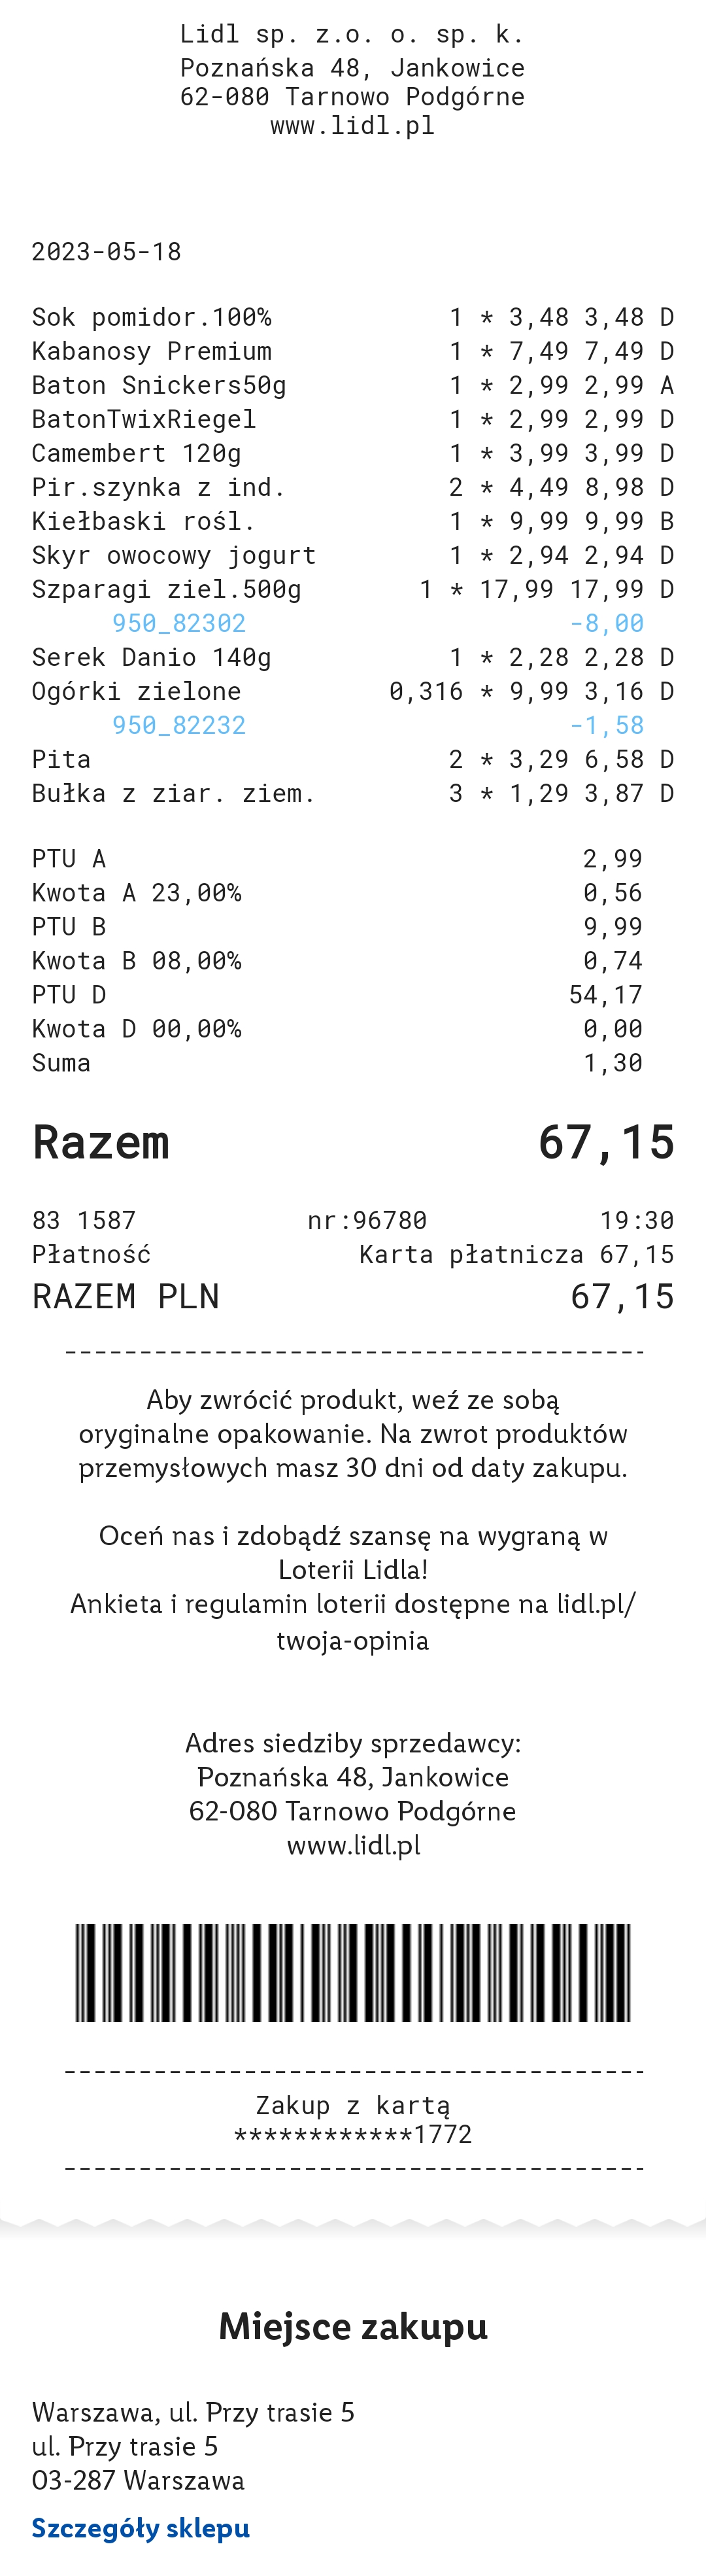 Lidl sp. z.o. o. sp. k.
Poznańska 48, Jankowice
62-080 Tarnowo Podgórne
www.lidl.pl
2023-05-18
Sok pomidor.100% 1 * 3,48 3,48 D
Kabanosy Premium 1 * 7,49 7,49 D
Baton Snickers50g 1 * 2,99 2,99 A
BatonTwixRiegel 1 * 2,99 2,99 D
Camembert 120g 1 * 3,99 3,99 D
Pir.szynka z ind. 2 * 4,49 8,98 D
Kiełbaski rośl. 1 * 9,99 9,99 B
Skyr owocowy jogurt 1 * 2,94 2,94 D
Szparagi ziel.500g 1 * 17,99 17,99 D
950_82302 -8,00
Serek Danio 140g 1 * 2,28 2,28 D
Ogórki zielone 0,316 * 9,99 3,16 D
950_82232 -1,58
Pita 2 * 3,29 6,58 D
Bułka z ziar. ziem. 3 * 1,29 3,87 D
PTU A 2,99
Kwota A 23,00% 0,56
PTU B 9,99
Kwota B 08,00% 0,74
PTU D 54,17
Kwota D 00,00% 0,00
Suma 1,30
Razem 67,15
83 1587 nr:96780 19:30
Płatność Karta płatnicza 67,15
RAZEM PLN 67,15
Aby zwrócić produkt, weź ze sobą
oryginalne opakowanie. Na zwrot produktów
przemysłowych masz 30 dni od daty zakupu.
Oceń nas i zdobądź szansę na wygraną w
Loterii Lidla!
Ankieta i regulamin loterii dostępne na lidl.pl/
twoja-opinia
Adres siedziby sprzedawcy:
Poznańska 48, Jankowice
62-080 Tarnowo Podgórne
www.lidl.pl
Zakup z kartą
************1772
Miejsce zakupu
Warszawa, ul. Przy trasie 5
ul. Przy trasie 5
03-287 Warszawa
Szczegóły sklepu